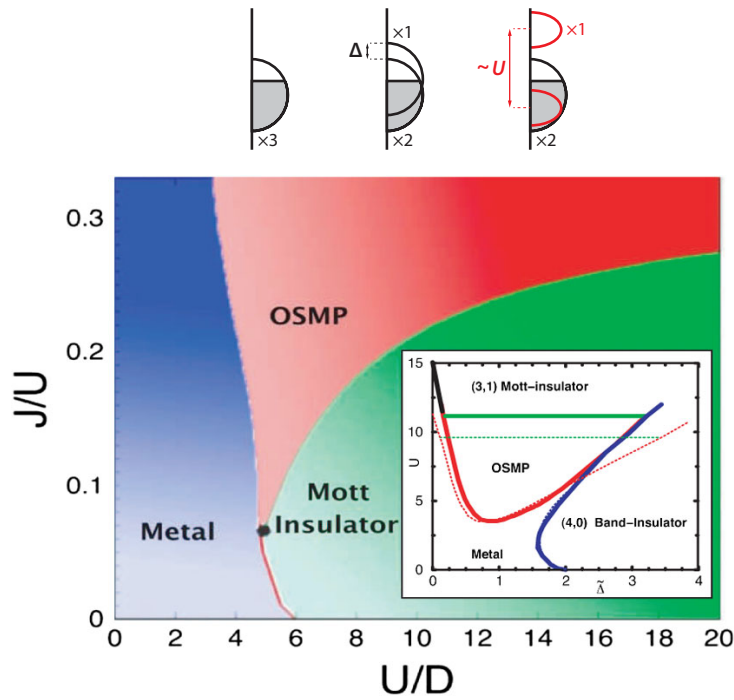 ×1
×1
Δ
~U
×3
×2
×2
0.3
0.2
0.1
0
J/U
OSMP
Metal
Mott
Insulator
15
10
5
0
U
(3,1) Mott–insulator
OSMP
(4,0) Band–Insulator
Metal
0 1 2 3 4
Δ̃
0 2 4 6 8 10 12 14 16 18 20
U/D